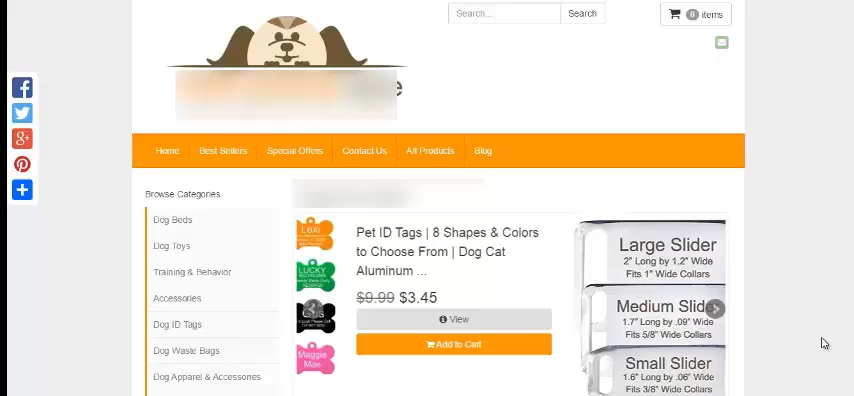 Search...
Search
0 items
Home
Best Sellers
Special Offers
Contact Us
All Products
Blog
Browse Categories
Dog Beds
Dog Toys
Training & Behavior
Accessories
Dog ID Tags
Dog Waste Bags
Dog Apparel & Accessories
Lexi
LUCKY
Gus
Maggie
Mae
Pet ID Tags | 8 Shapes & Colors
to Choose From | Dog Cat
Aluminum ...
$9.99 $3.45
View
Add to Cart
Large Slider
2" Long by 1.2" Wide
Fits 1" Wide Collars
Medium Slide
1.7" Long by .09" Wide
Fits 5/8" Wide Collars
Small Slider
1.6" Long by .06" Wide
Fits 3/8" Wide Collars